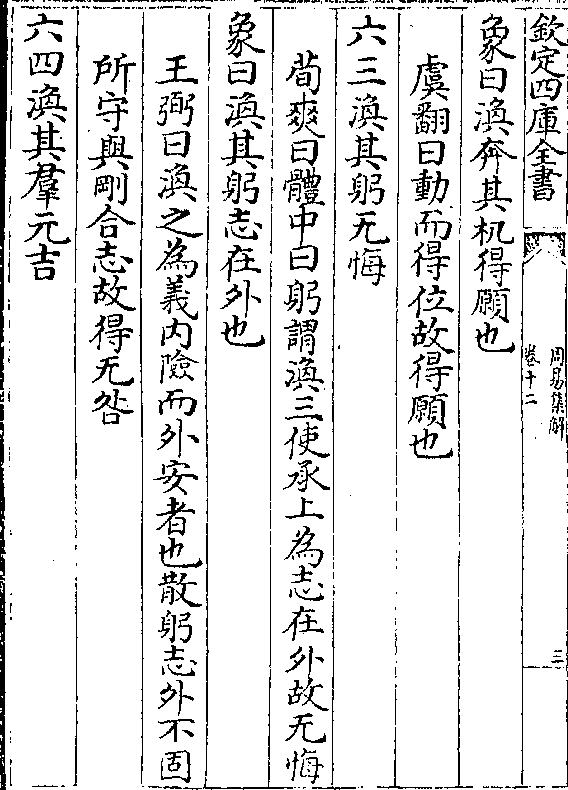 欽定四庫全書
周易集解
卷十二
三
象曰渙奔其机得願也
虞翻曰動而得位故得願也
六三渙其躬无悔
荀爽曰體中曰躬謂渙三使承上為志在外故无悔
象曰渙其躬志在外也
王弼曰渙之為義內險而外安者也散躬志外不固
所守與剛合志故得无咎
六四渙其羣元吉